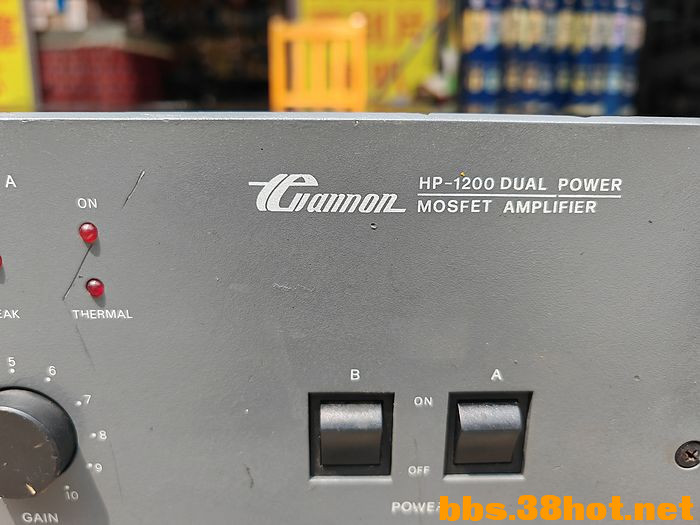 A
ON
EAK
THERMAL
Cannon
HP-1200 DUAL POWER
MOSFET AMPLIFIER
B
A
ON
OFF
POWER
5
6
7
8
9
10
GAIN
bbs.38hot.net